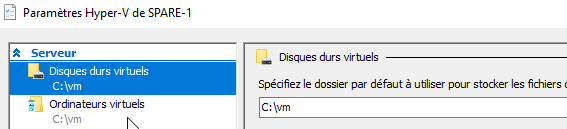 Paramètres Hyper-V de SPARE-1
Serveur
Disques durs virtuels
C:\vm
Ordinateurs virtuels
C:\vm
Disques durs virtuels
Spécifiez le dossier par défaut à utiliser pour stocker les fichiers
C:\vm